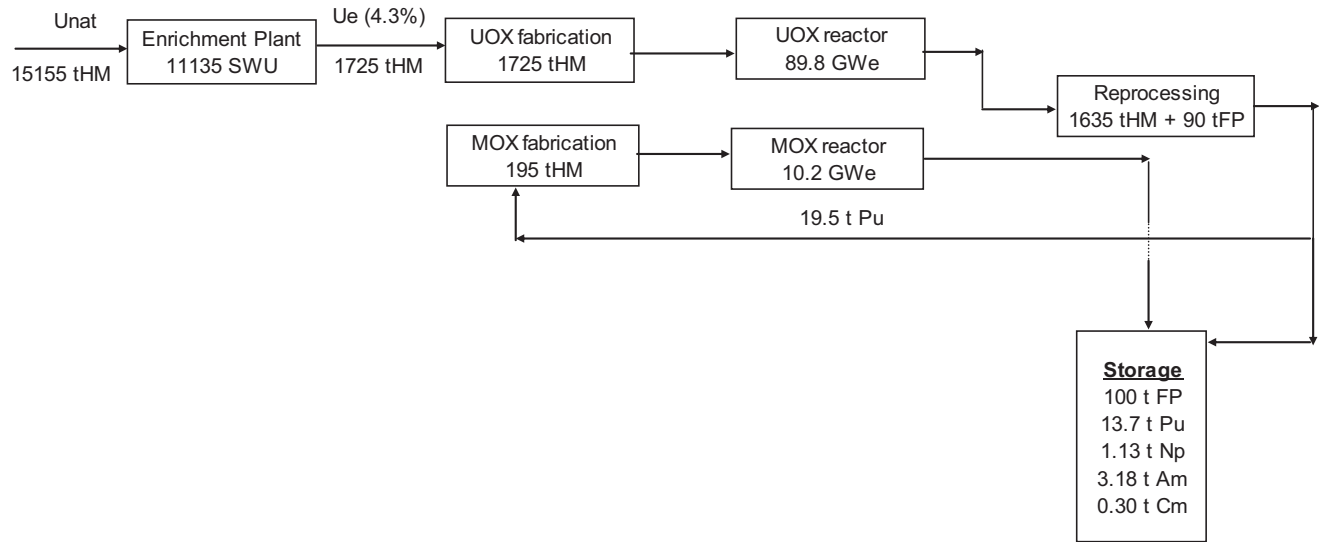 Unat
15155 tHM
Enrichment Plant
11135 SWU
Ue (4.3%)
1725 tHM
UOX fabrication
1725 tHM
UOX reactor
89.8 GWe
Reprocessing
1635 tHM + 90 tFP
MOX fabrication
195 tHM
MOX reactor
10.2 GWe
19.5 t Pu
Storage
100 t FP
13.7 t Pu
1.13 t Np
3.18 t Am
0.30 t Cm